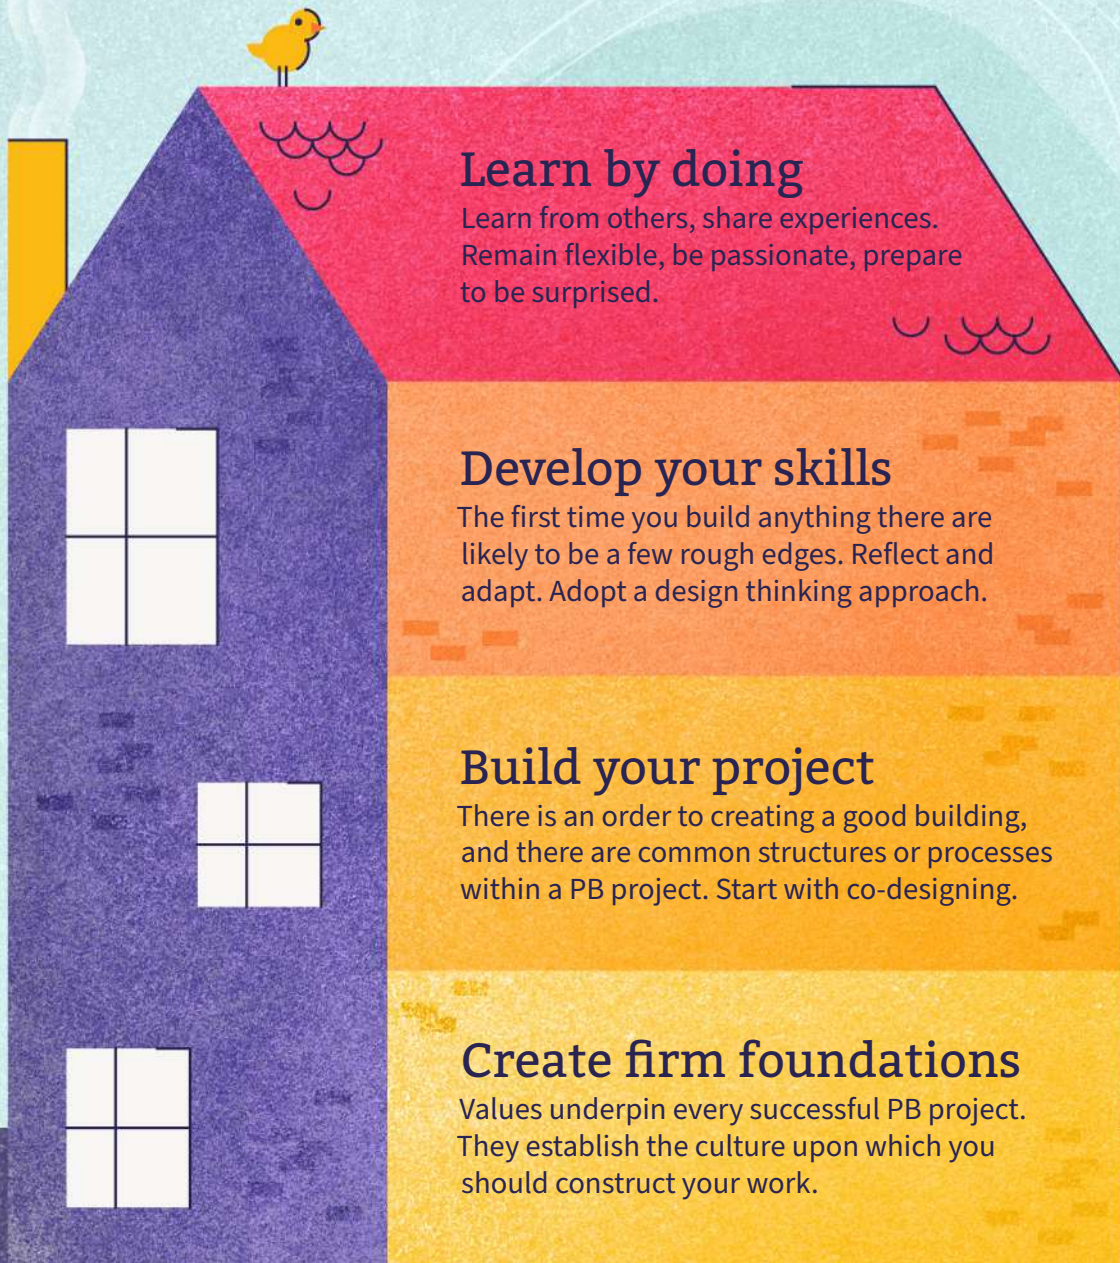 Learn by doing
Learn from others, share experiences.
Remain flexible, be passionate, prepare
to be surprised.
Develop your skills
The first time you build anything there are
likely to be a few rough edges. Reflect and
adapt. Adopt a design thinking approach.
Build your project
There is an order to creating a good building,
and there are common structures or processes
within a PB project. Start with co-designing.
Create firm foundations
Values underpin every successful PB project.
They establish the culture upon which you
should construct your work.